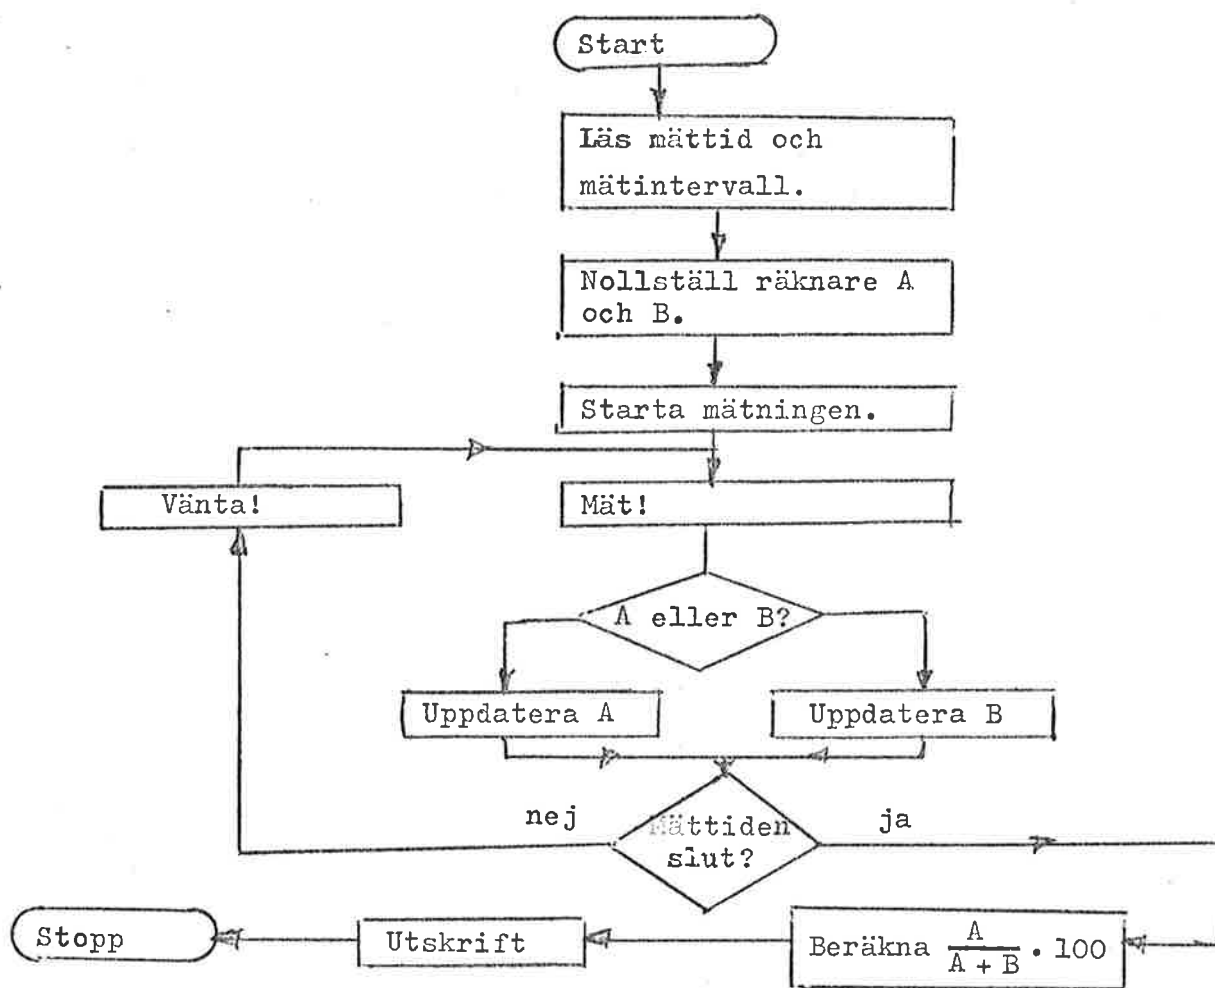 Start
Läs mättid och
mätintervall.
Nollställ räknare A
och B.
Starta mätningen.
Vänta!
Mät!
A eller B?
Uppdatera A
Uppdatera B
nej
Mättiden
slut?
ja
Stopp
Utskrift
Beräkna A / A + B . 100